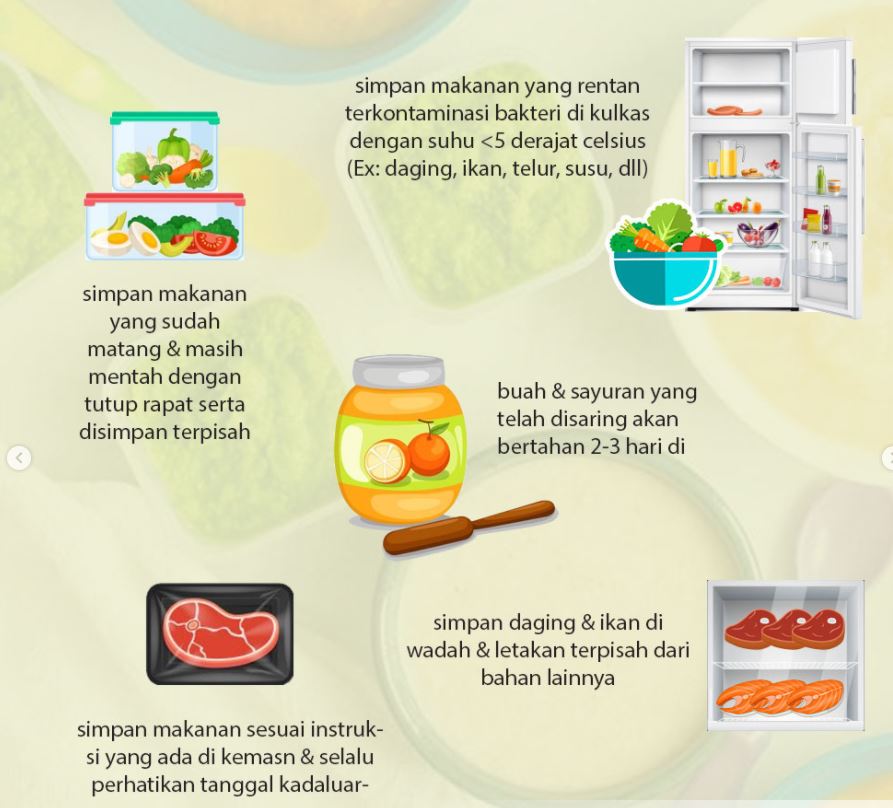 simpan makanan yang rentan
terkontaminasi bakteri di kulkas
dengan suhu <5 derajat celsius
(Ex: daging, ikan, telur, susu, dll)
simpan makanan
yang sudah
matang & masih
mentah dengan
tutup rapat serta
disimpan terpisah
buah & sayuran yang
telah disaring akan
bertahan 2-3 hari di
simpan daging & ikan di
wadah & letakan terpisah dari
bahan lainnya
simpan makanan sesuai instruk-
si yang ada di kemasn & selalu
perhatikan tanggal kadaluar-